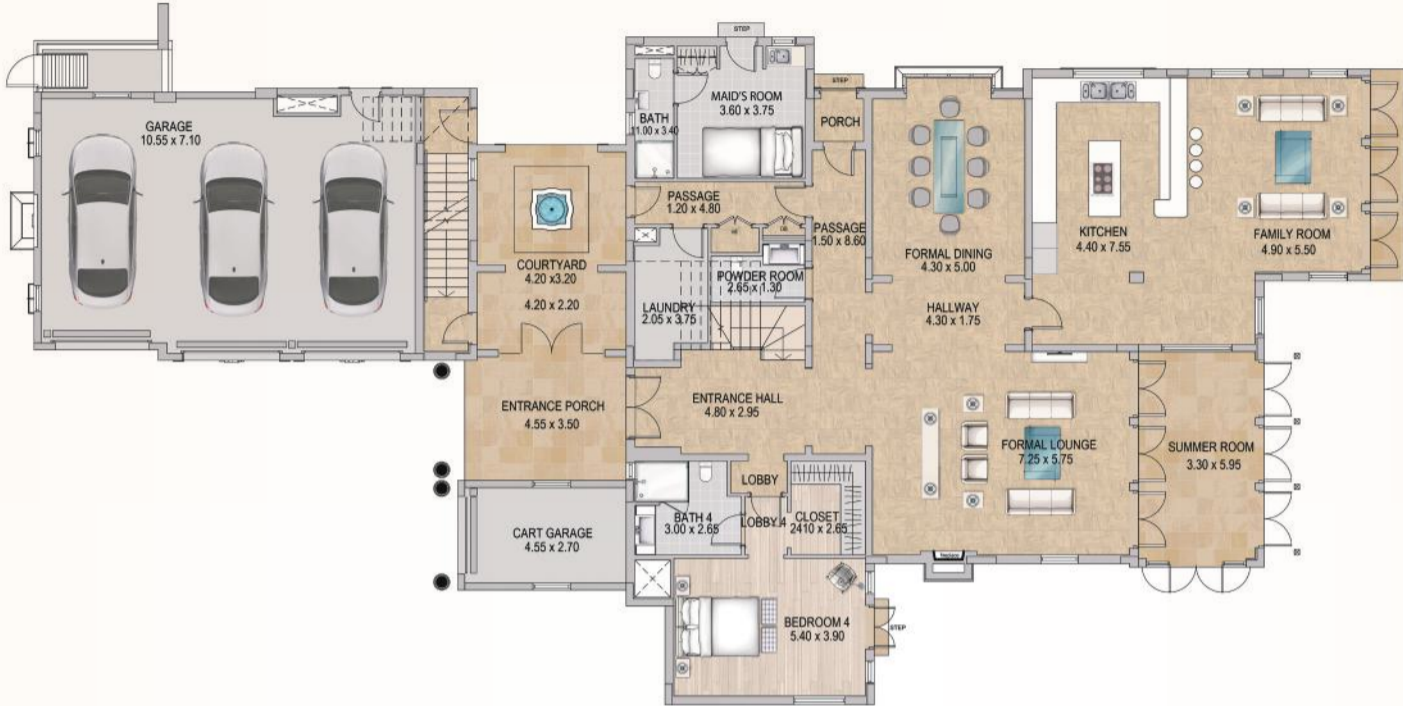 STEP
GARAGE
10.55 x 7.10
MAID'S ROOM
3.60 x 3.75
BATH
11.00 x 3.40
STEP
PORCH
PASSAGE
1.20 x 4.80
PASSAGE
1.50 x 8.60
COURTYARD
4.20 x3.20
4.20 x 2.20
POWDER ROOM
2.65 x 1.30
LAUNDRY
2.05 x 3.75
FORMAL DINING
4.30 x 5.00
HALLWAY
4.30 x 1.75
KITCHEN
4.40 x 7.55
FAMILY ROOM
4.90 x 5.50
ENTRANCE PORCH
4.55 x 3.50
ENTRANCE HALL
4.80 x 2.95
FORMAL LOUNGE
7.25 x 5.75
SUMMER ROOM
3.30 x 5.95
LOBBY
BATH 4
3.00 x 2.65
LOBBY 4
CLOSET
2410 x 2.65
CART GARAGE
4.55 x 2.70
BEDROOM 4
5.40 x 3.90
STEP